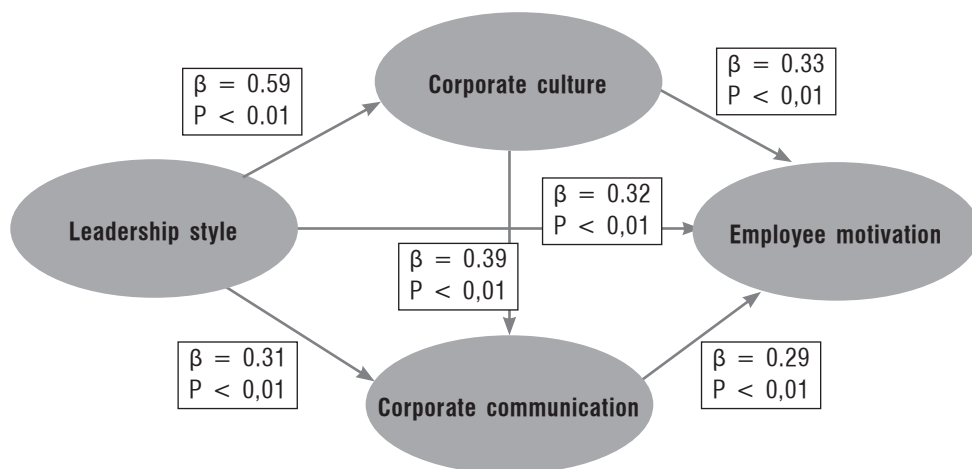 Corporate culture
β = 0.59
P < 0.01
β = 0.33
P < 0,01
Leadership style
β = 0.32
P < 0,01
Employee motivation
β = 0.39
P < 0,01
β = 0.31
P < 0,01
β = 0.29
P < 0,01
Corporate communication